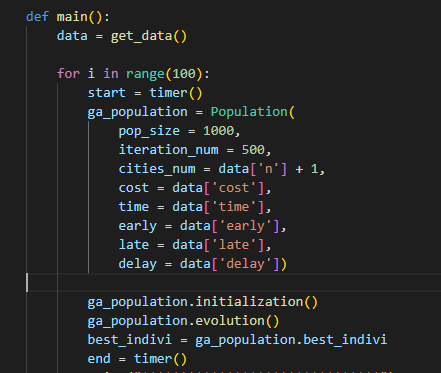 def main():
    data = get_data()
    for i in range(100):
        start = timer()
        ga_population = Population(
            pop_size = 1000,
            iteration_num = 500,
            cities_num = data['n'] + 1,
            cost = data['cost'],
            time = data['time'],
            early = data['early'],
            late = data['late'],
            delay = data['delay'])
        ga_population.initialization()
        ga_population.evolution()
        best_indivi = ga_population.best_indivi
        end = timer()